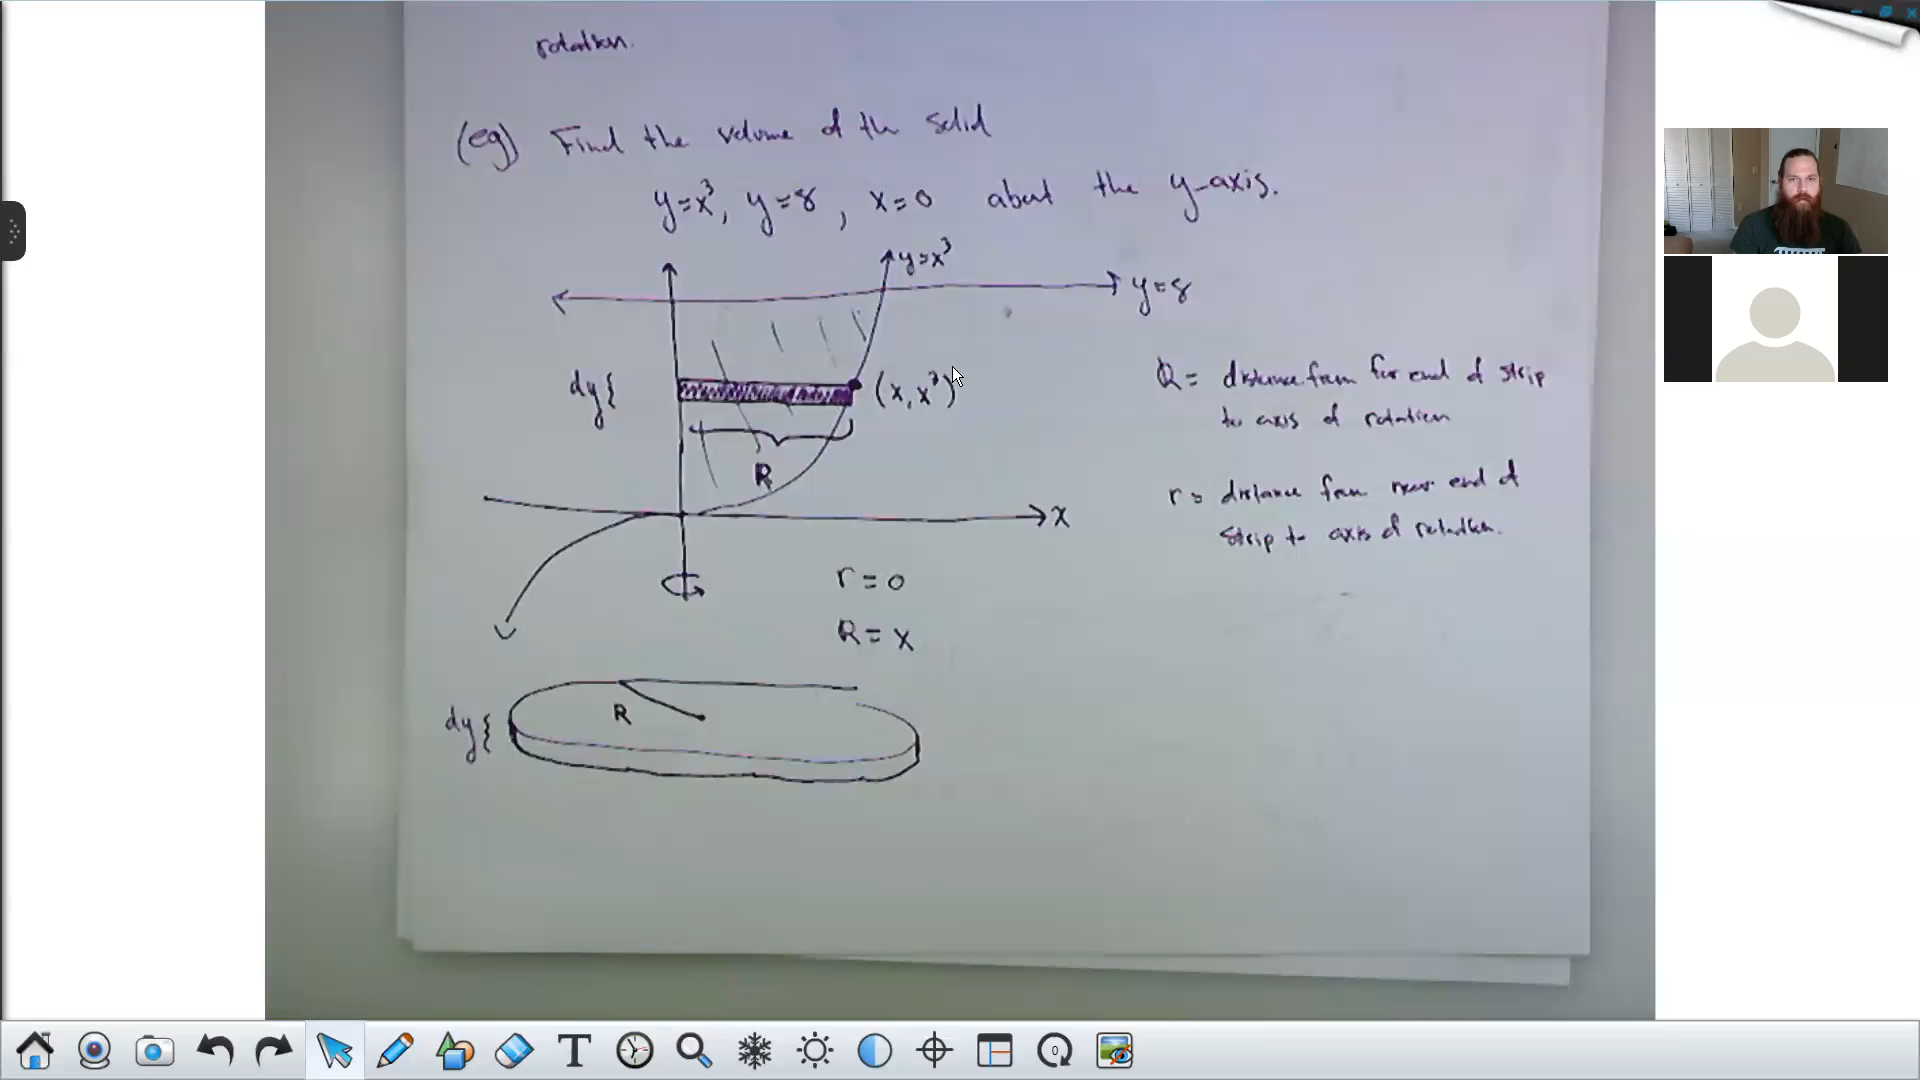 rotation.
(eg) Find the volume of the solid
y=x³, y=8, x=0 about the y-axis.
y=x³
y=8
dy{
(x, x³)
R
x
R = distance from far end of strip
to axis of rotation
r = distance from near end of
strip to axis of rotation.
r = 0
R = x
dy{
R
T
0